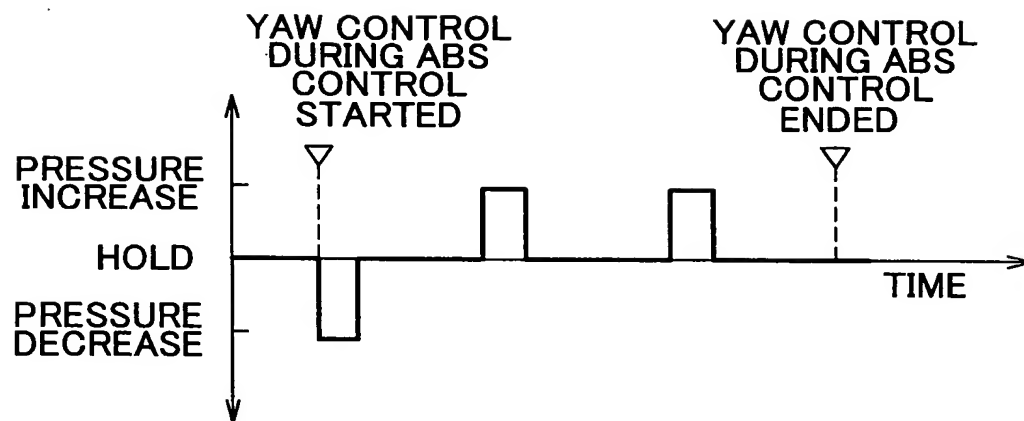 YAW CONTROL
DURING ABS
CONTROL
STARTED
YAW CONTROL
DURING ABS
CONTROL
ENDED
PRESSURE
INCREASE
HOLD
PRESSURE
DECREASE
TIME